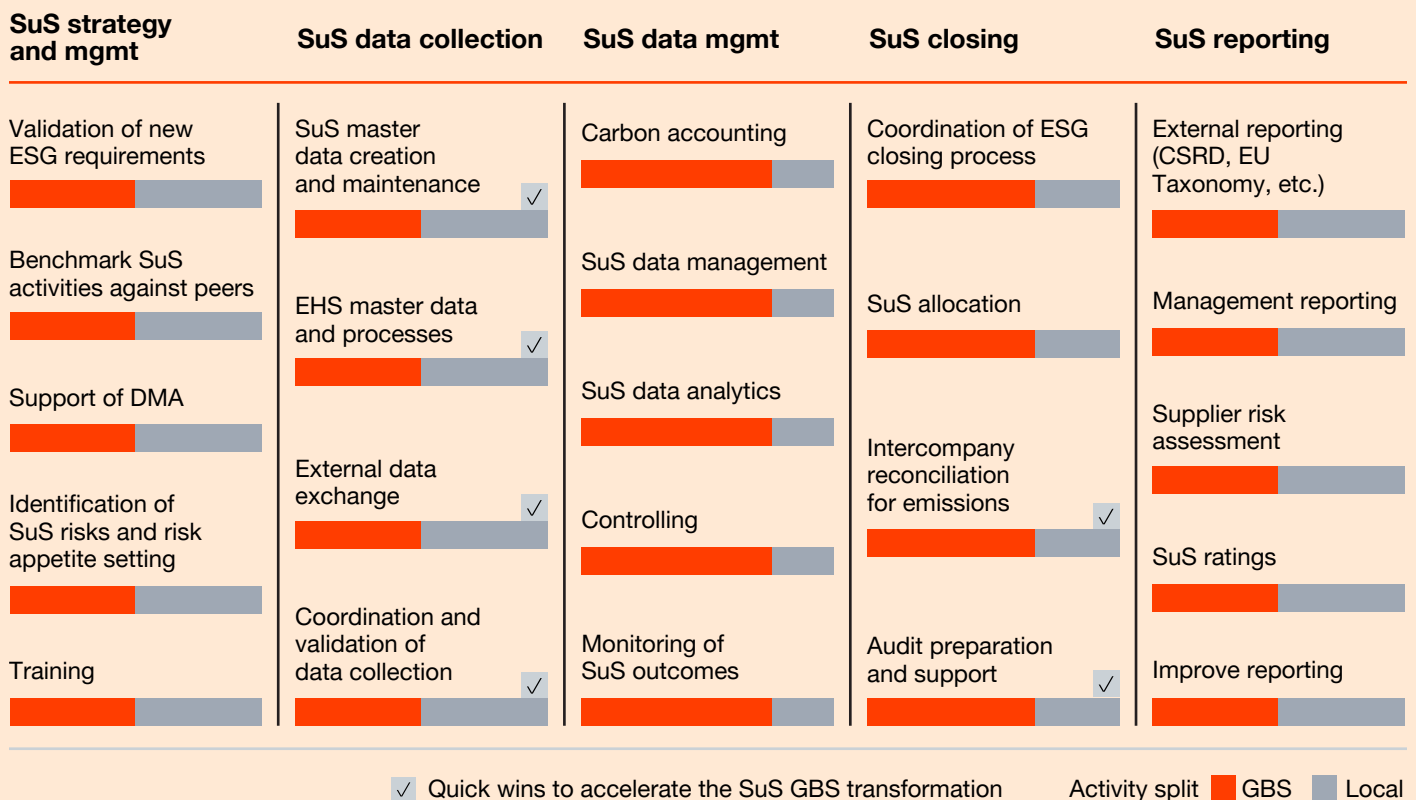 SuS strategy
and mgmt
SuS data collection
SuS data mgmt
SuS closing
SuS reporting
Validation of new
ESG requirements
Benchmark SuS
activities against peers
Support of DMA
Identification of
SuS risks and risk
appetite setting
Training
SuS master
data creation
and maintenance
✓
EHS master data
and processes
✓
External data
exchange
✓
Coordination and
validation of
data collection
✓
Carbon accounting
SuS data management
SuS data analytics
Controlling
Monitoring of
SuS outcomes
Coordination of ESG
closing process
SuS allocation
Intercompany
reconciliation
for emissions
✓
Audit preparation
and support
✓
External reporting
(CSRD, EU
Taxonomy, etc.)
Management reporting
Supplier risk
assessment
SuS ratings
Improve reporting
✓ Quick wins to accelerate the SuS GBS transformation
Activity split GBS Local